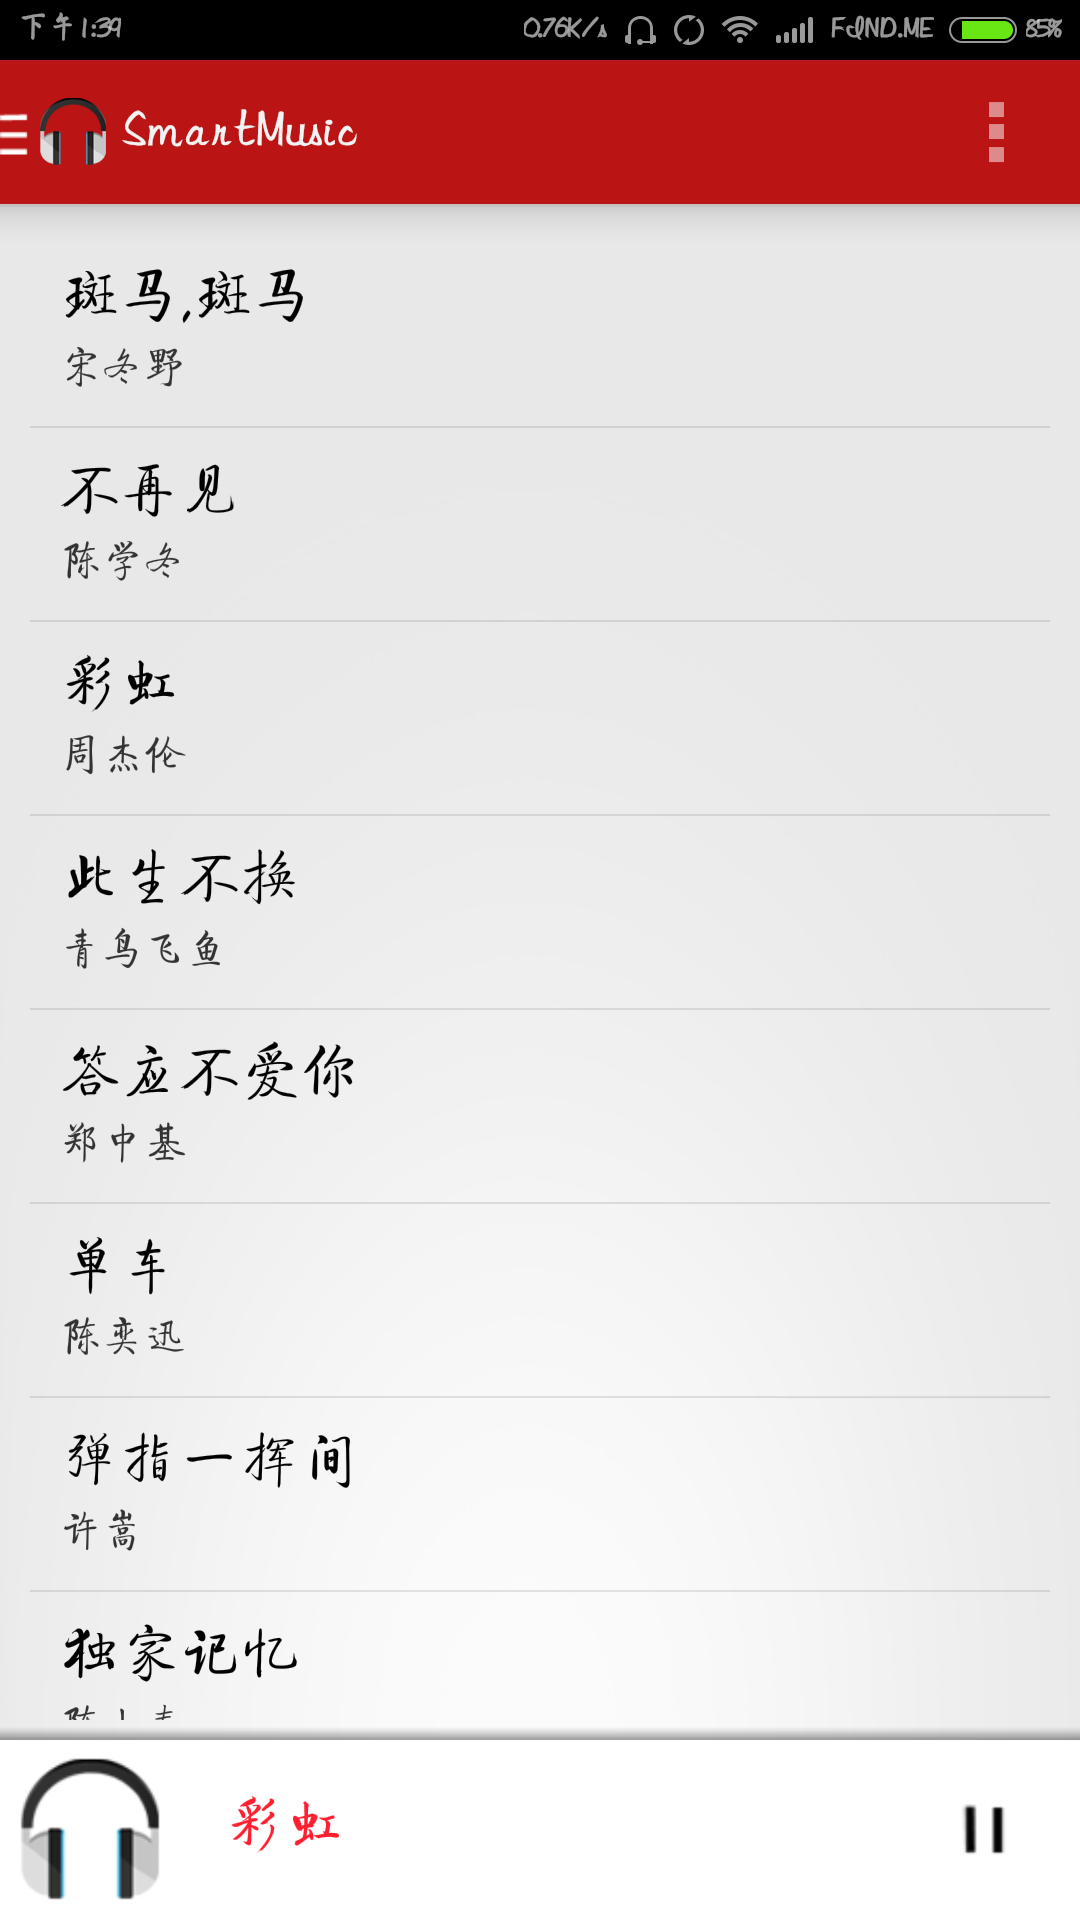 下午1:39 0.76K/s FIND.ME 85%
SmartMusic
斑马,斑马
宋冬野
不再见
陈学冬
彩虹
周杰伦
此生不换
青鸟飞鱼
答应不爱你
郑中基
单车
陈奕迅
弹指一挥间
许嵩
独家记忆
彩虹